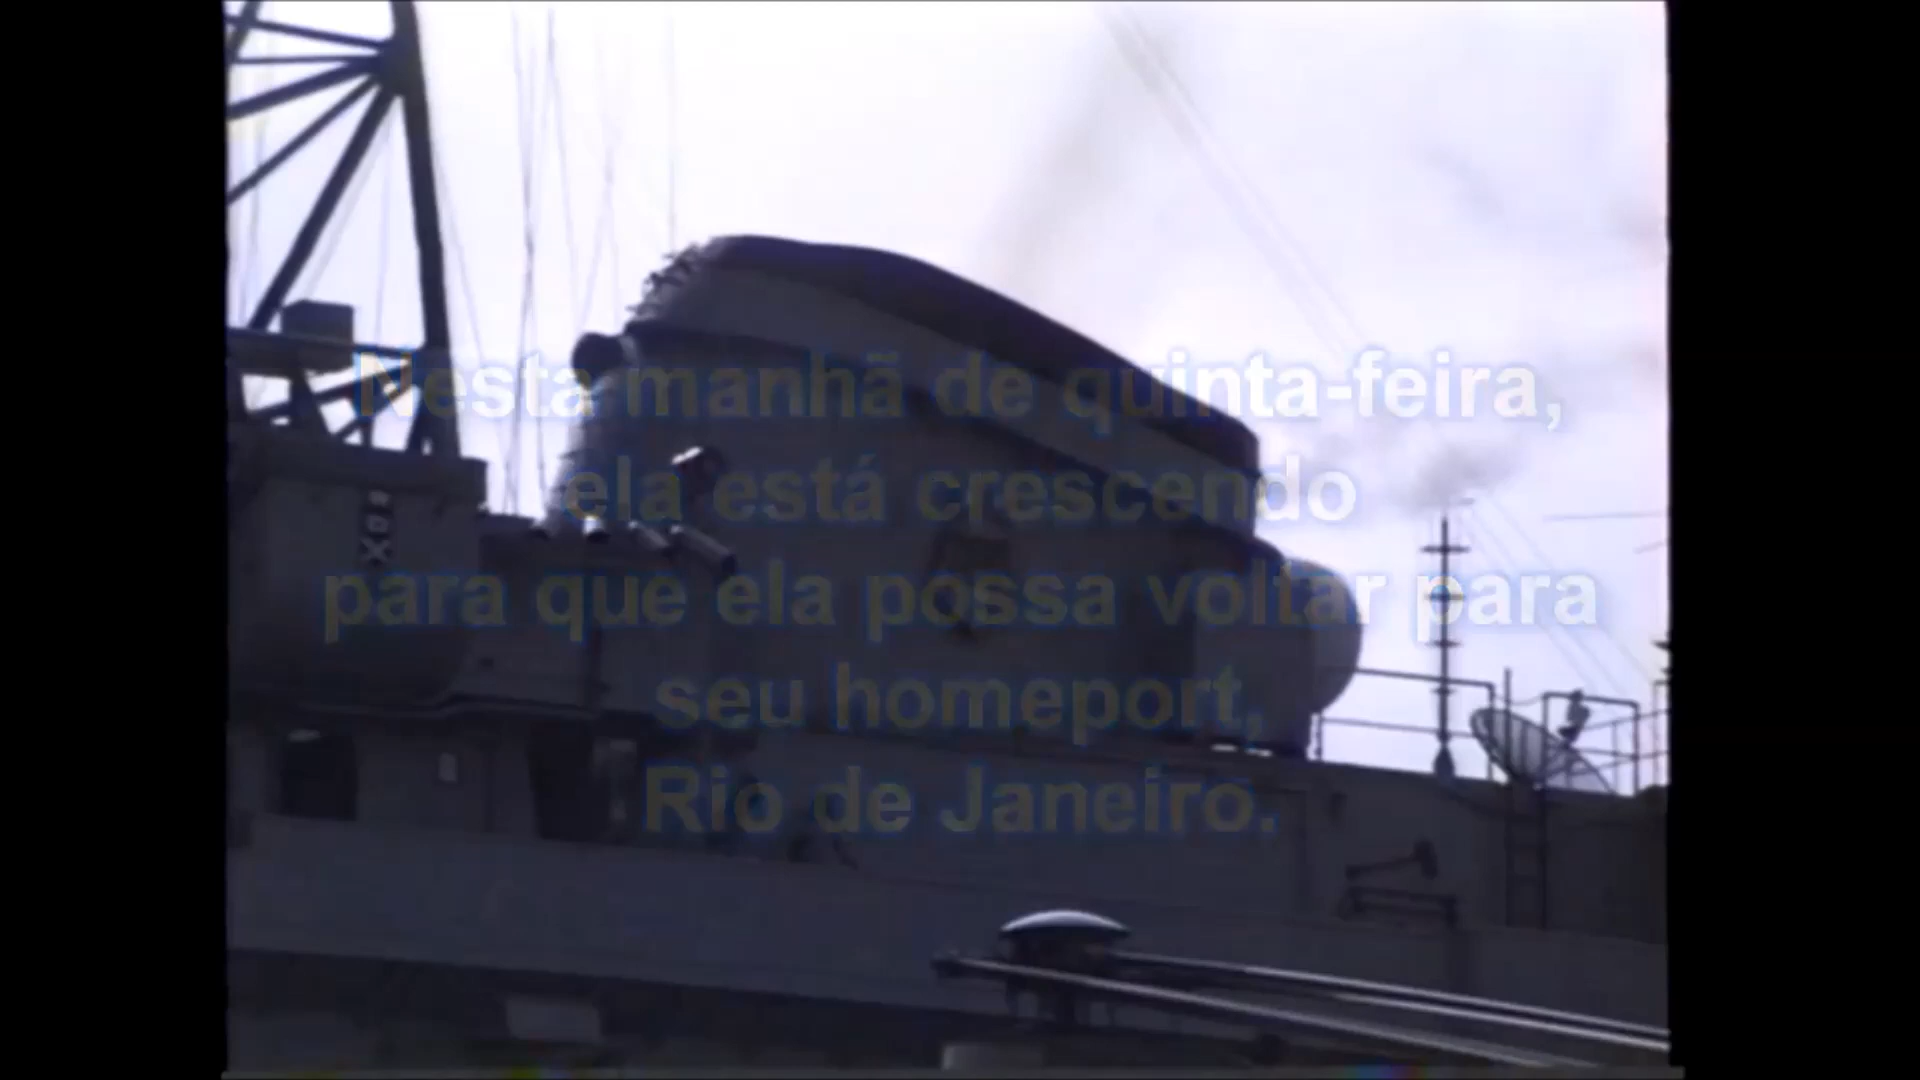 Nesta manhã de quinta-feira,
ela está crescendo
para que ela possa voltar para
seu homeport,
Rio de Janeiro.